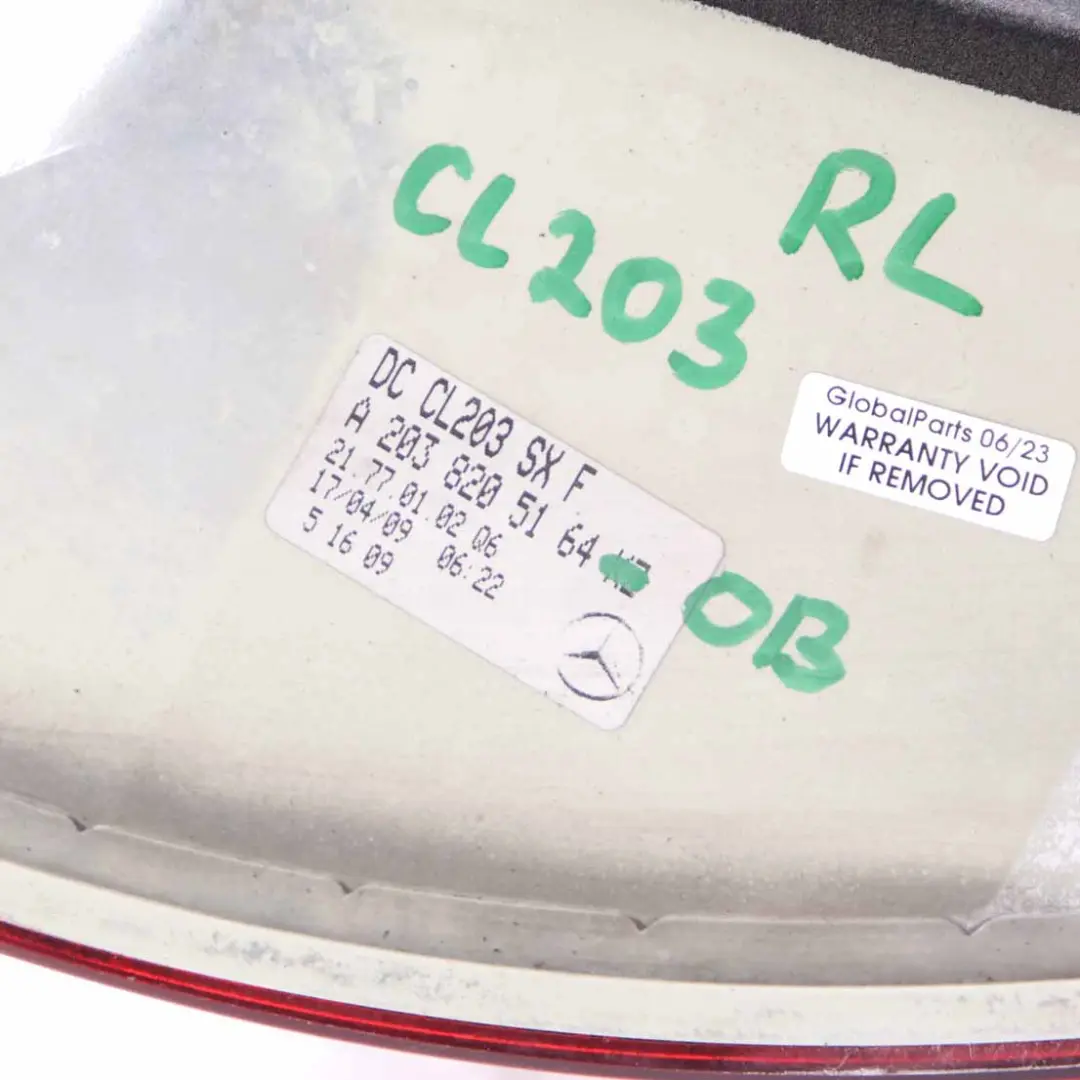 CL203
RL
DC CL203 SX F
A 203 820 51 64
21.77.01.02 Q6
17/04/09 06:22
5 16 09
OB
GlobalParts 06/23
WARRANTY VOID
IF REMOVED